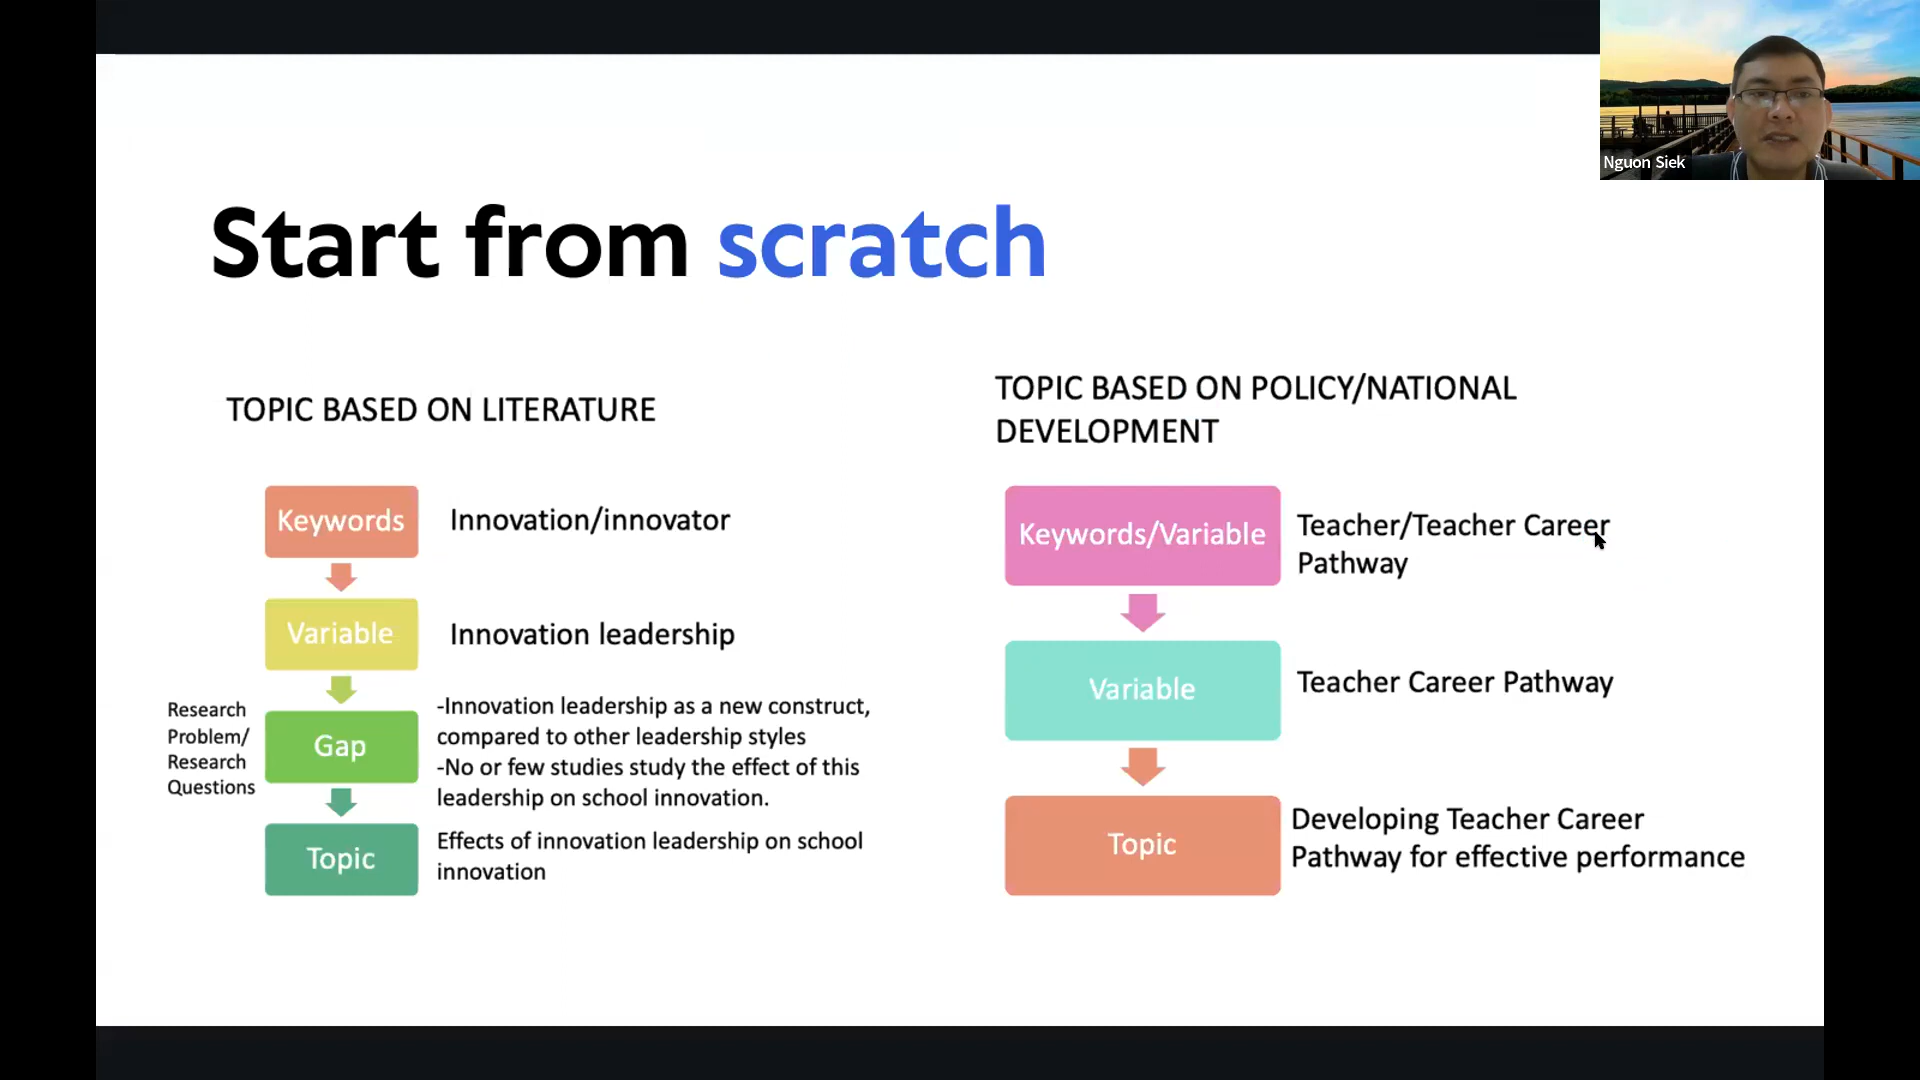 Nguon Siek
Start from scratch
TOPIC BASED ON LITERATURE
Keywords
Innovation/innovator
Variable
Innovation leadership
Research
Problem/
Research
Questions
Gap
-Innovation leadership as a new construct,
compared to other leadership styles
-No or few studies study the effect of this
leadership on school innovation.
Topic
Effects of innovation leadership on school
innovation
TOPIC BASED ON POLICY/NATIONAL
DEVELOPMENT
Keywords/Variable
Teacher/Teacher Career
Pathway
Variable
Teacher Career Pathway
Topic
Developing Teacher Career
Pathway for effective performance